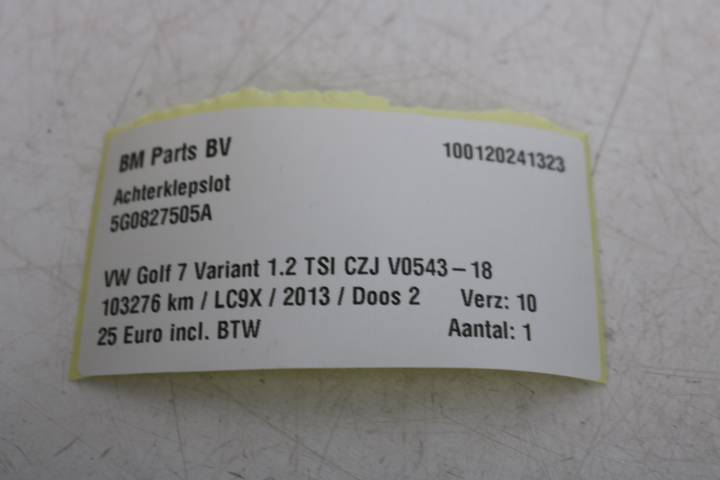 BM Parts BV 100120241323
Achterklepslot
5G0827505A
VW Golf 7 Variant 1.2 TSI CZJ V0543-18
103276 km / LC9X / 2013 / Doos 2 Verz: 10
25 Euro incl. BTW Aantal: 1